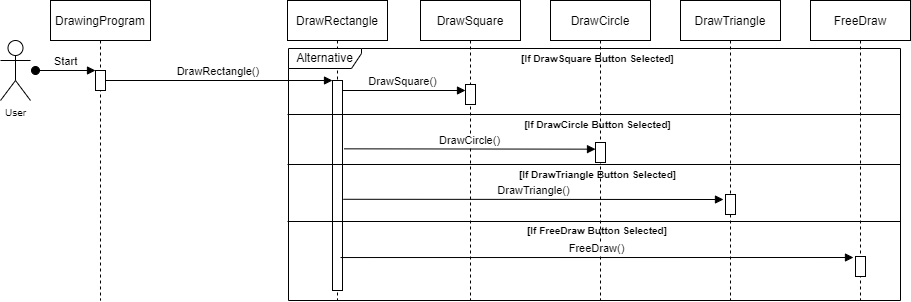 DrawingProgram
DrawRectangle
DrawSquare
DrawCircle
DrawTriangle
FreeDraw
Alternative
[If DrawSquare Button Selected]
Start
DrawRectangle()
DrawSquare()
User
[If DrawCircle Button Selected]
DrawCircle()
[If DrawTriangle Button Selected]
DrawTriangle()
[If FreeDraw Button Selected]
FreeDraw()